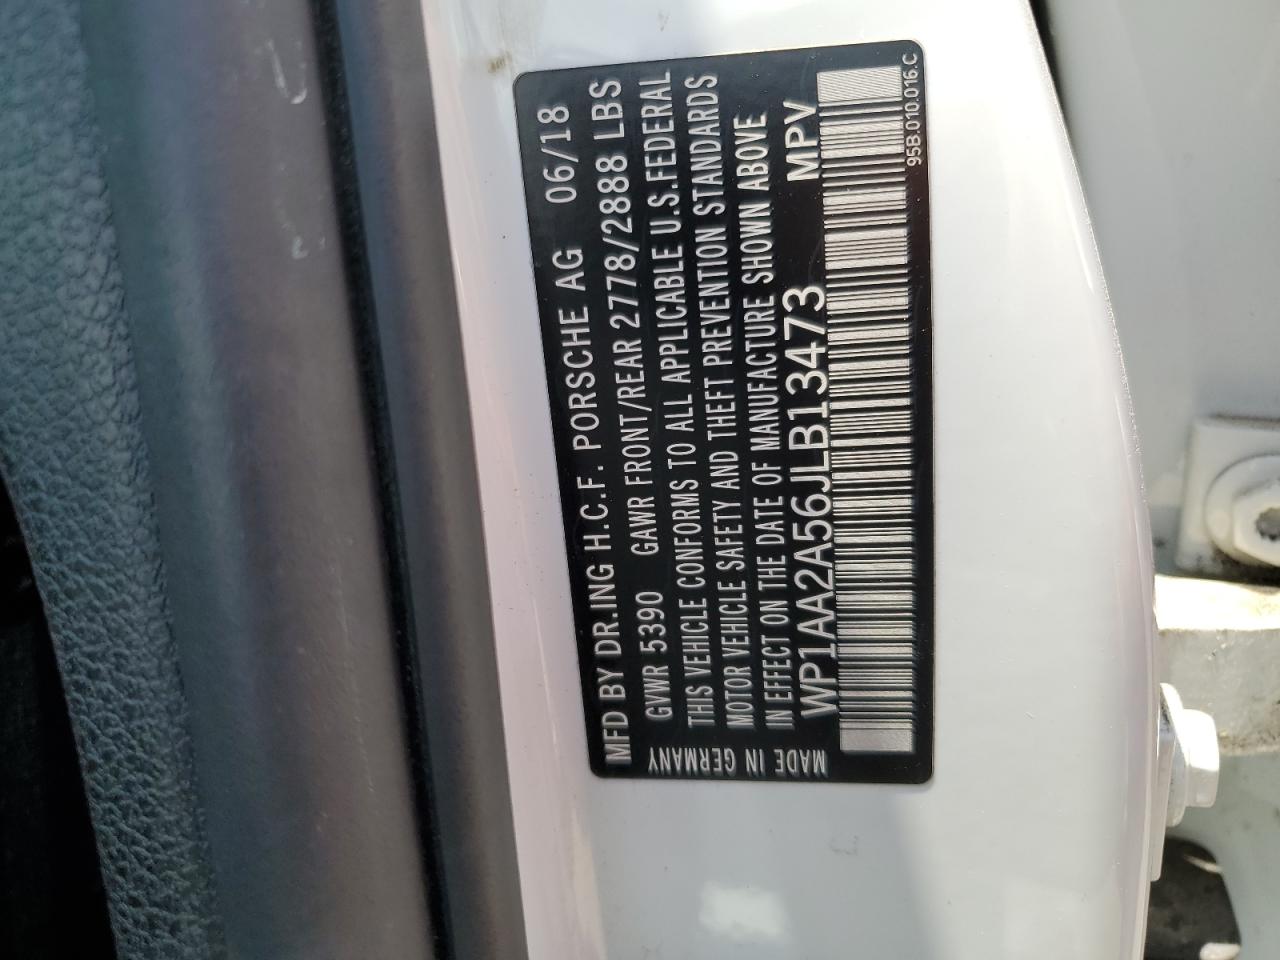 MFD BY DR.ING H.C.F. PORSCHE AG 06/18
GVWR 5390 GAWR FRONT/REAR 2778/2888 LBS
THIS VEHICLE CONFORMS TO ALL APPLICABLE U.S.FEDERAL
MOTOR VEHICLE SAFETY AND THEFT PREVENTION STANDARDS
IN EFFECT ON THE DATE OF MANUFACTURE SHOWN ABOVE
WP1AA2A56JLB13473 MPV
95B.010.016.C
MADE IN GERMANY